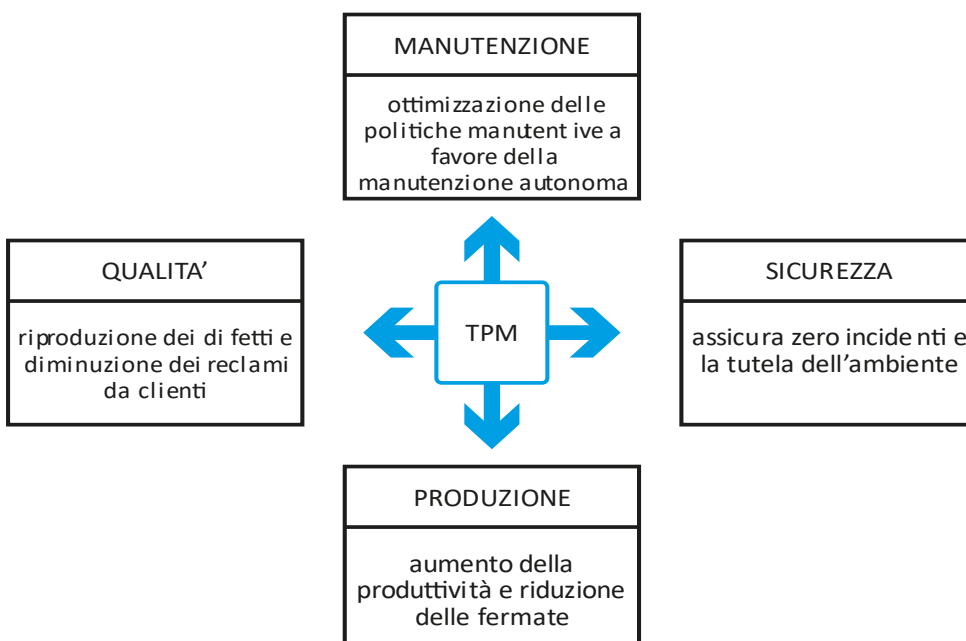 MANUTENZIONE
ottimizzazione delle
politiche manutent ive a
favore della
manutenzione autonoma
QUALITA’
riproduzione dei di fetti e
diminuzione dei reclami
da clienti
TPM
SICUREZZA
assicura zero incide nti e
la tutela dell’ambiente
PRODUZIONE
aumento della
produttività e riduzione
delle fermate